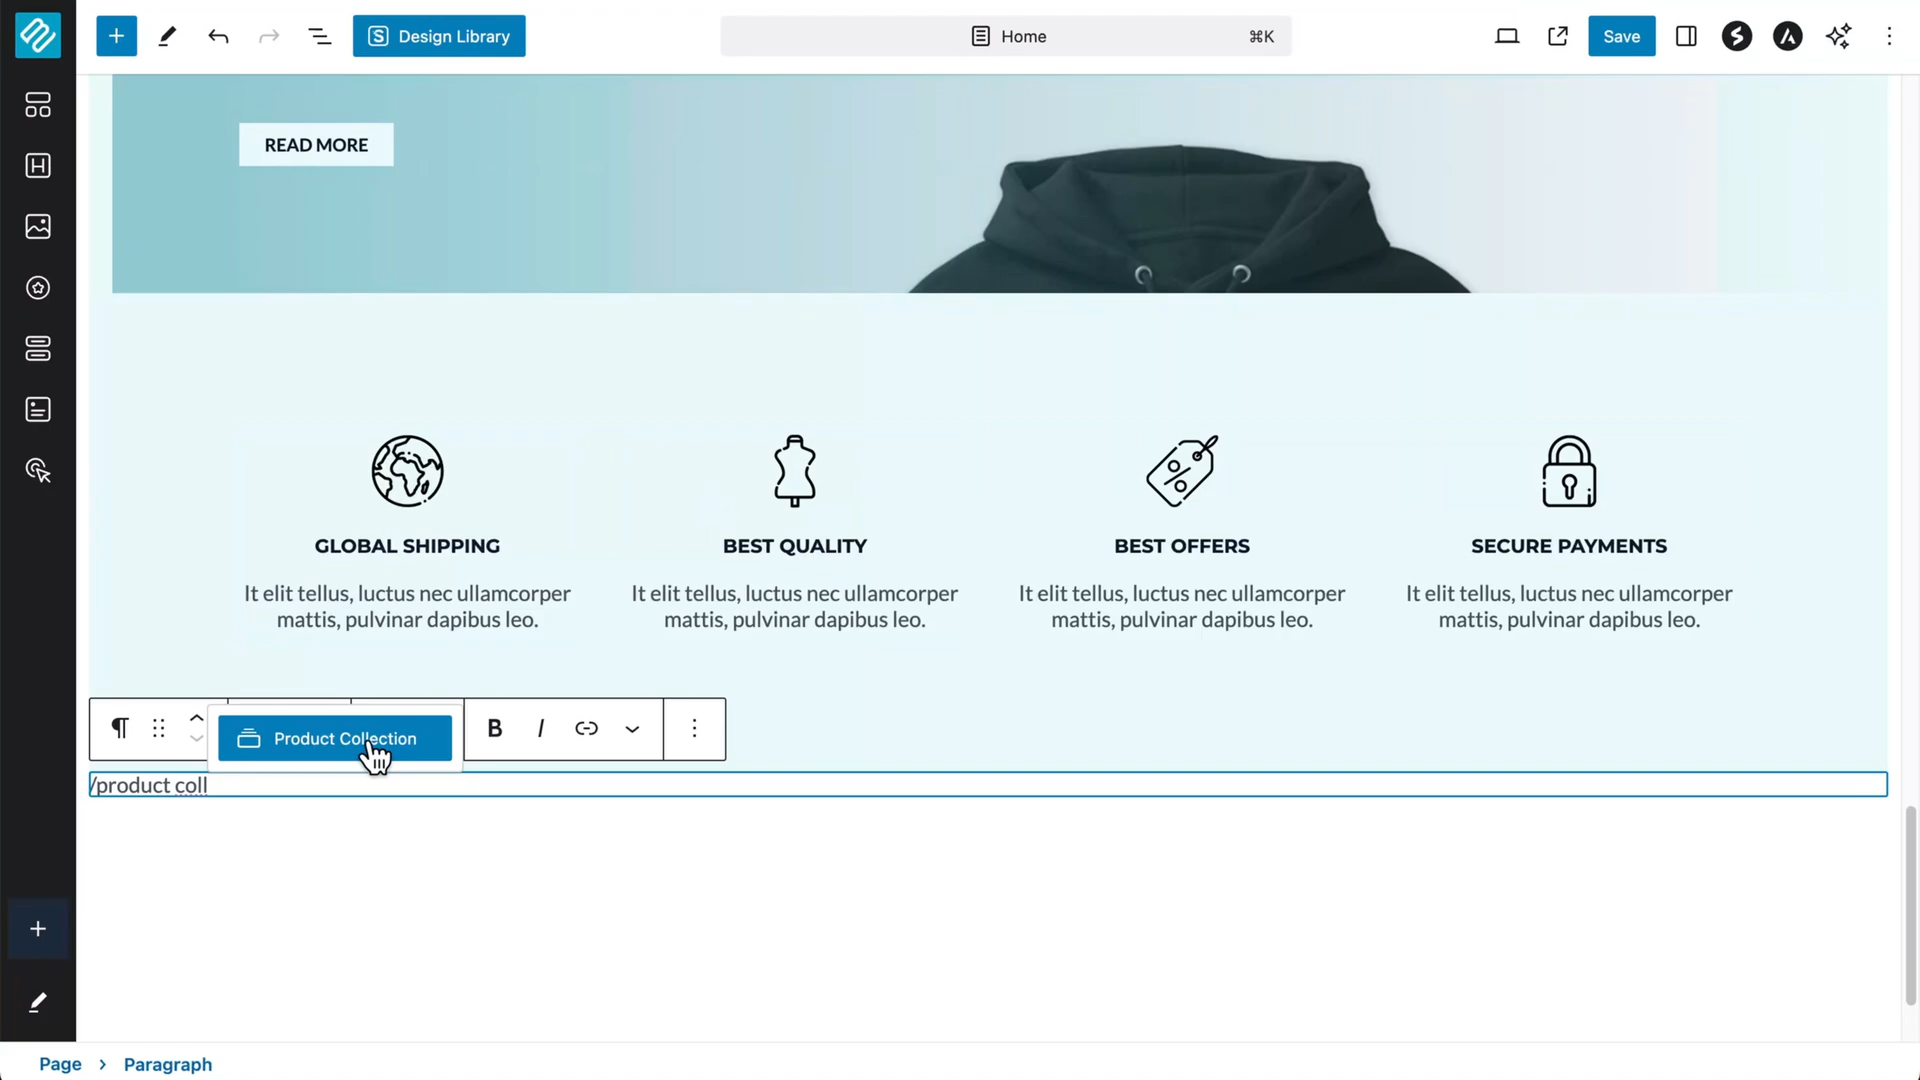 Design Library
Home
⌘K
Save
READ MORE
GLOBAL SHIPPING
It elit tellus, luctus nec ullamcorper
mattis, pulvinar dapibus leo.
BEST QUALITY
It elit tellus, luctus nec ullamcorper
mattis, pulvinar dapibus leo.
BEST OFFERS
It elit tellus, luctus nec ullamcorper
mattis, pulvinar dapibus leo.
SECURE PAYMENTS
It elit tellus, luctus nec ullamcorper
mattis, pulvinar dapibus leo.
Product Collection
B I
/product coll
Page > Paragraph